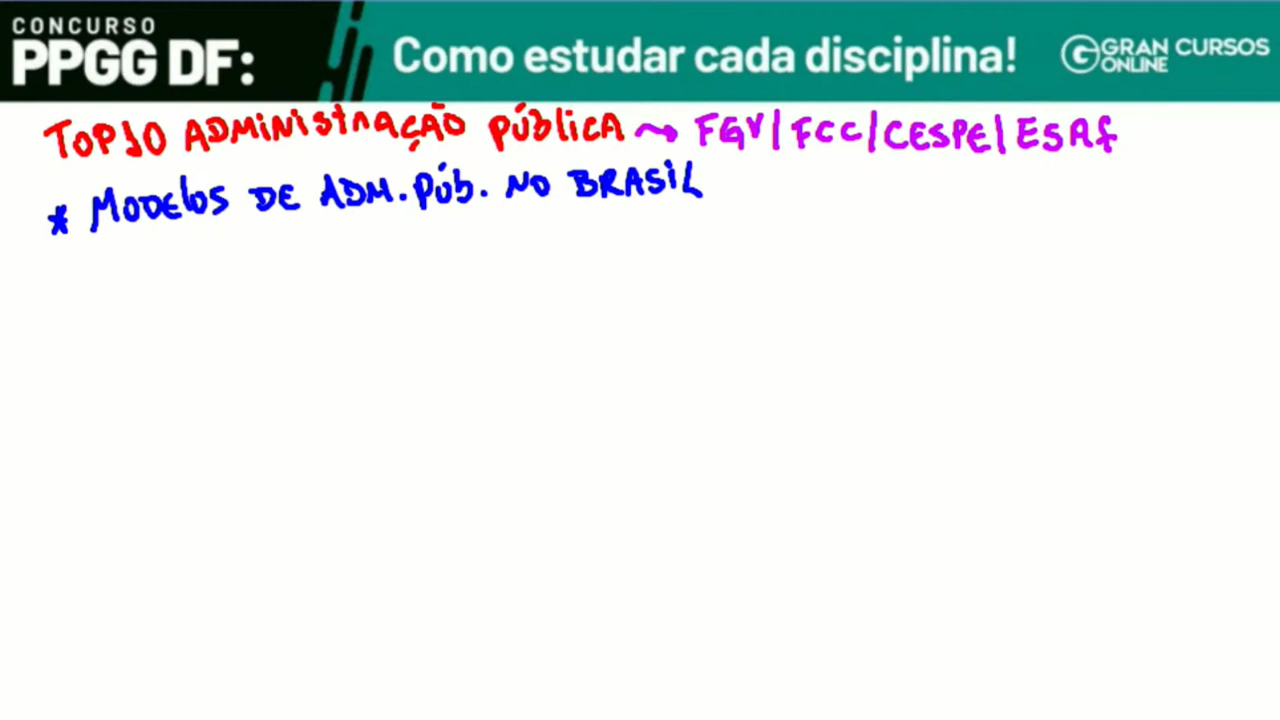 CONCURSO
PPGG DF:
Como estudar cada disciplina!
GRAN CURSOS
ONLINE
TOP 10 ADMINISTRAÇÃO PÚBLICA → FGV/FCC/CESPE/ESAF
* MODELOS DE ADM. PÚB. NO BRASIL